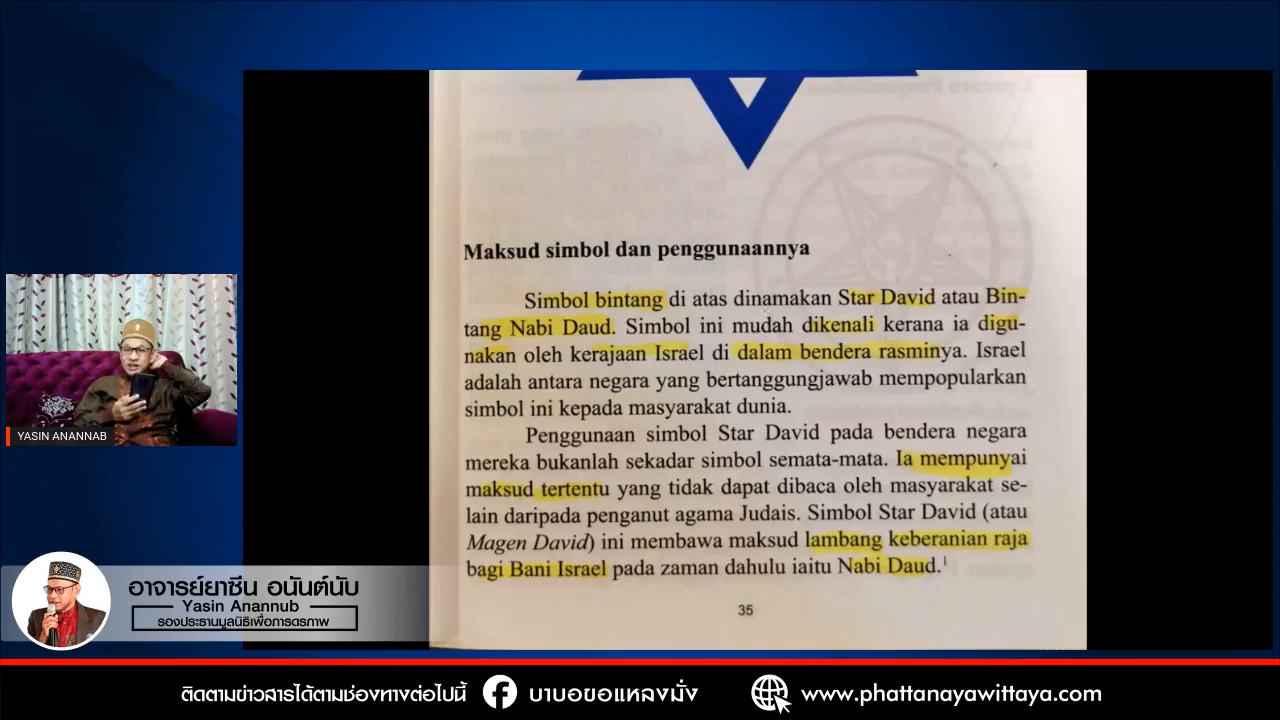 Maksud simbol dan penggunaannya
Simbol bintang di atas dinamakan Star David atau Bin-
tang Nabi Daud. Simbol ini mudah dikenali kerana ia digu-
nakan oleh kerajaan Israel di dalam bendera rasminya. Israel
adalah antara negara yang bertanggungjawab mempopularkan
simbol ini kepada masyarakat dunia.
Penggunaan simbol Star David pada bendera negara
mereka bukanlah sekadar simbol semata-mata. Ia mempunyai
maksud tertentu yang tidak dapat dibaca oleh masyarakat se-
lain daripada penganut agama Judais. Simbol Star David (atau
Magen David) ini membawa maksud lambang keberanian raja
bagi Bani Israel pada zaman dahulu iaitu Nabi Daud.1
35
YASIN ANANNAB
อาจารย์ยาซีน อนันต์นับ
Yasin Anannub
รองประธานมูลนิธิเพื่อการดรภาพ
ติดตามข่าวสารได้ตามช่องทางต่อไปนี้
บาบอขอแหลงมั่ง
www.phattanayawittaya.com